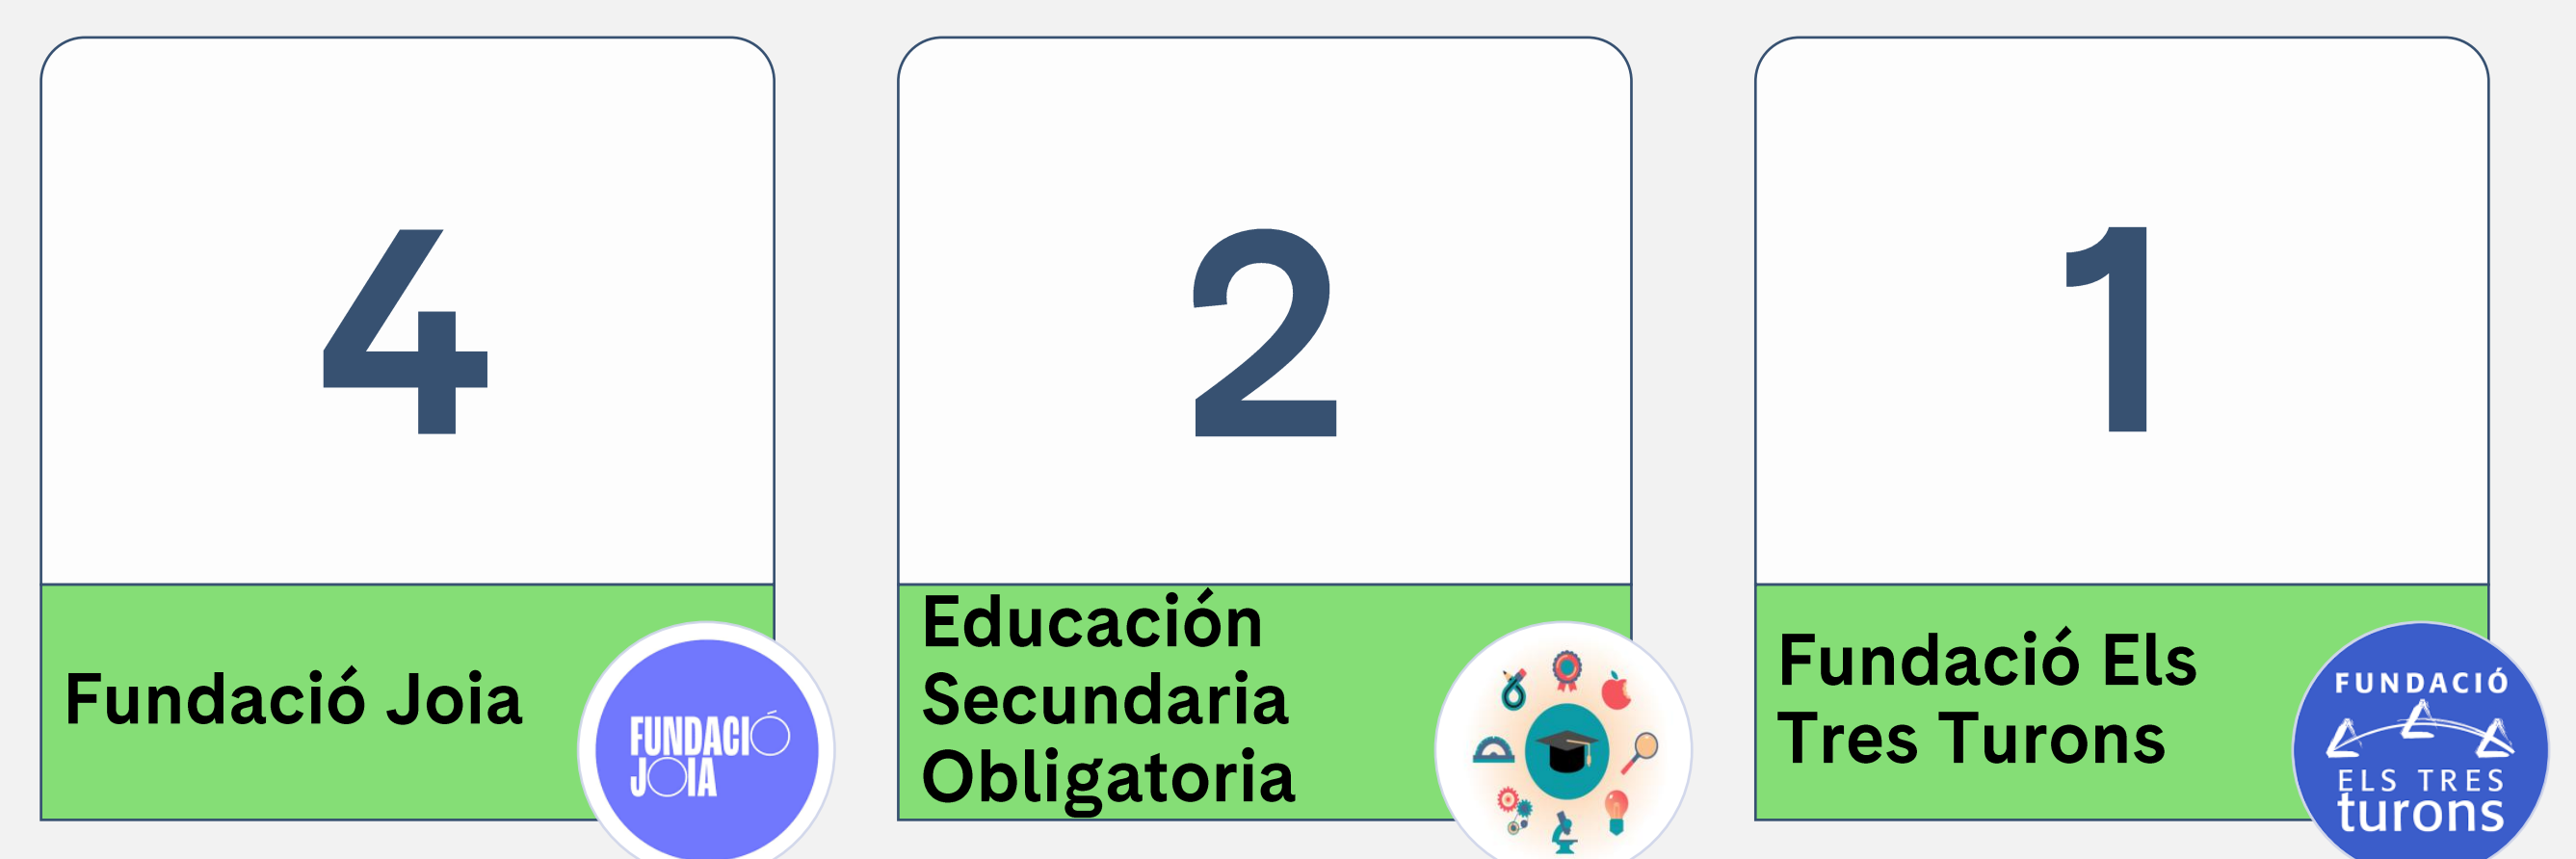 4
Fundació Joia
FUNDACIÓ
JOIA
2
Educación
Secundaria
Obligatoria
1
Fundació Els
Tres Turons
FUNDACIÓ
ELS TRES
turons